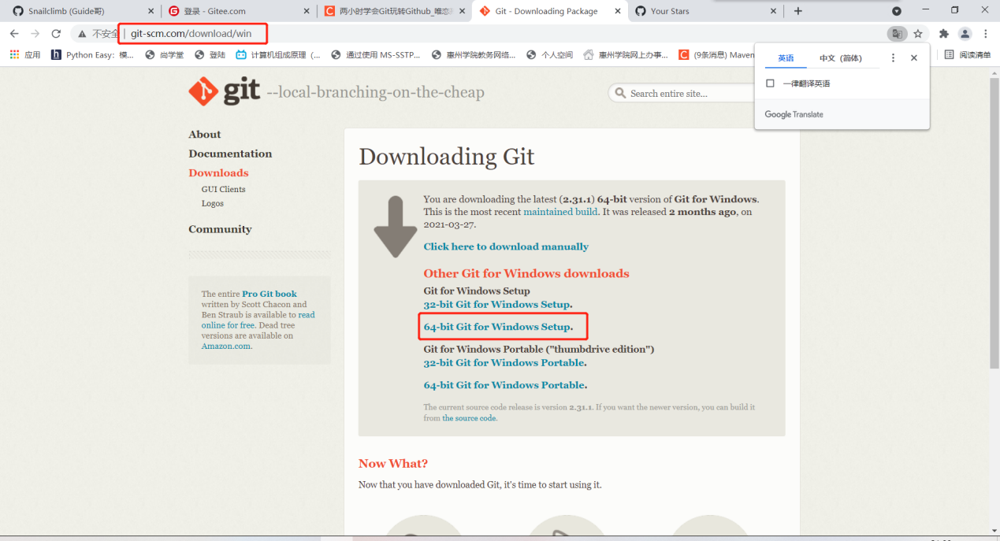 Snailclimb (Guide哥)
登录 - Gitee.com
两小时学会Git玩转Github_唯恋
Git - Downloading Package
Your Stars
不安全 | git-scm.com/download/win
应用
Python Easy: 模...
尚学堂
登陆
计算机组成原理 (...
通过使用 MS-SSTP...
惠州学院教务网络...
个人空间
惠州学院网上办事...
(9条消息) Maven
阅读清单
英语
中文 (简体)
一律翻译英语
Google Translate
git --local-branching-on-the-cheap
Search entire site...
About
Documentation
Downloads
GUI Clients
Logos
Community
The entire Pro Git book
written by Scott Chacon and
Ben Straub is available to read
online for free. Dead tree
versions are available on
Amazon.com.
Downloading Git
You are downloading the latest (2.31.1) 64-bit version of Git for Windows.
This is the most recent maintained build. It was released 2 months ago, on
2021-03-27.
Click here to download manually
Other Git for Windows downloads
Git for Windows Setup
32-bit Git for Windows Setup.
64-bit Git for Windows Setup.
Git for Windows Portable ("thumbdrive edition")
32-bit Git for Windows Portable.
64-bit Git for Windows Portable.
The current source code release is version 2.31.1. If you want the newer version, you can build it
from the source code.
Now What?
Now that you have downloaded Git, it's time to start using it.